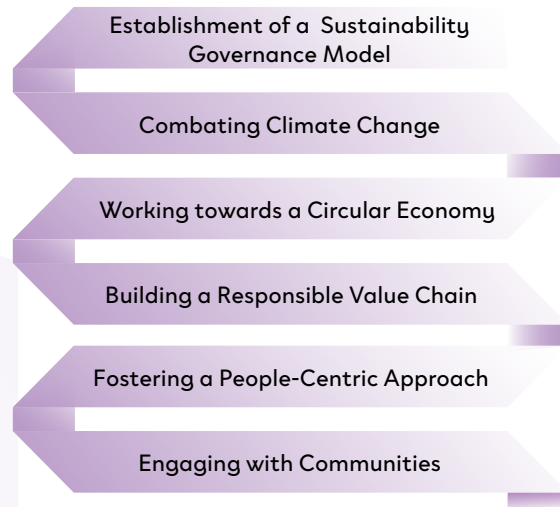 Establishment of a Sustainability
Governance Model
Combating Climate Change
Working towards a Circular Economy
Building a Responsible Value Chain
Fostering a People-Centric Approach
Engaging with Communities